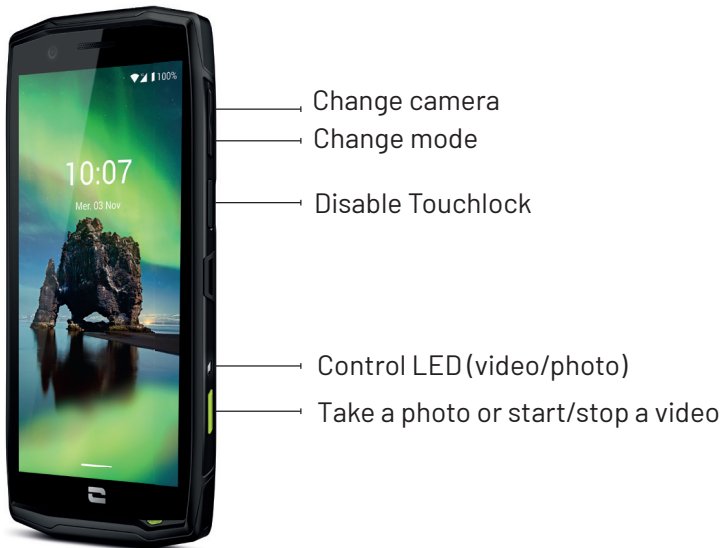 100%
10:07
Mer. 03 Nov
Change camera
Change mode
Disable Touchlock
Control LED (video/photo)
Take a photo or start/stop a video